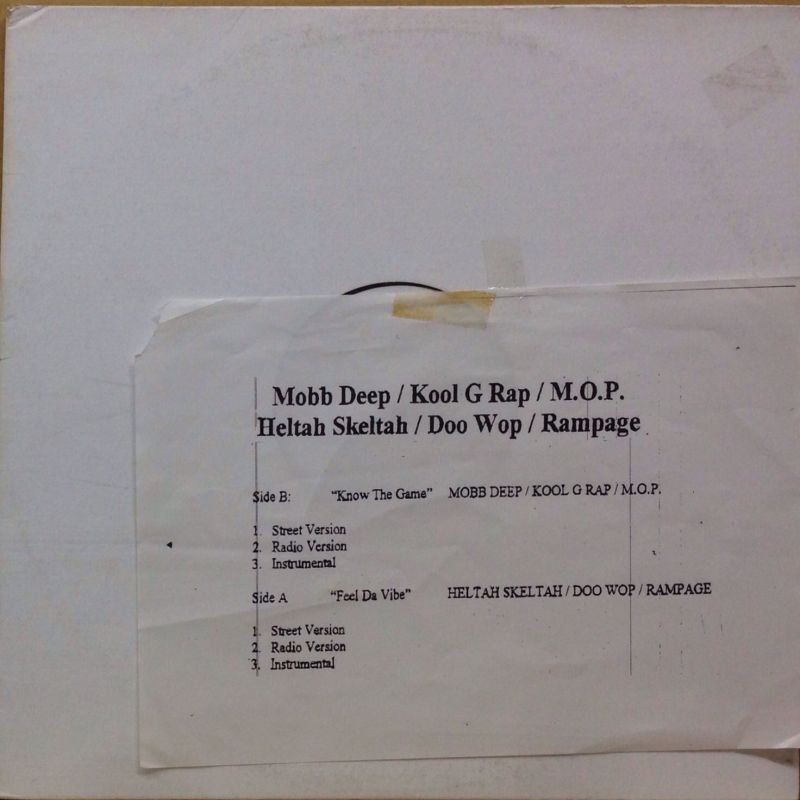 Mobb Deep / Kool G Rap / M.O.P.
Heltah Skeltah / Doo Wop / Rampage
Side B: "Know The Game" MOBB DEEP / KOOL G RAP / M.O.P.
1. Street Version
2. Radio Version
3. Instrumental
Side A "Feel Da Vibe" HELTAH SKELTAH / DOO WOP / RAMPAGE
1. Street Version
2. Radio Version
3. Instrumental